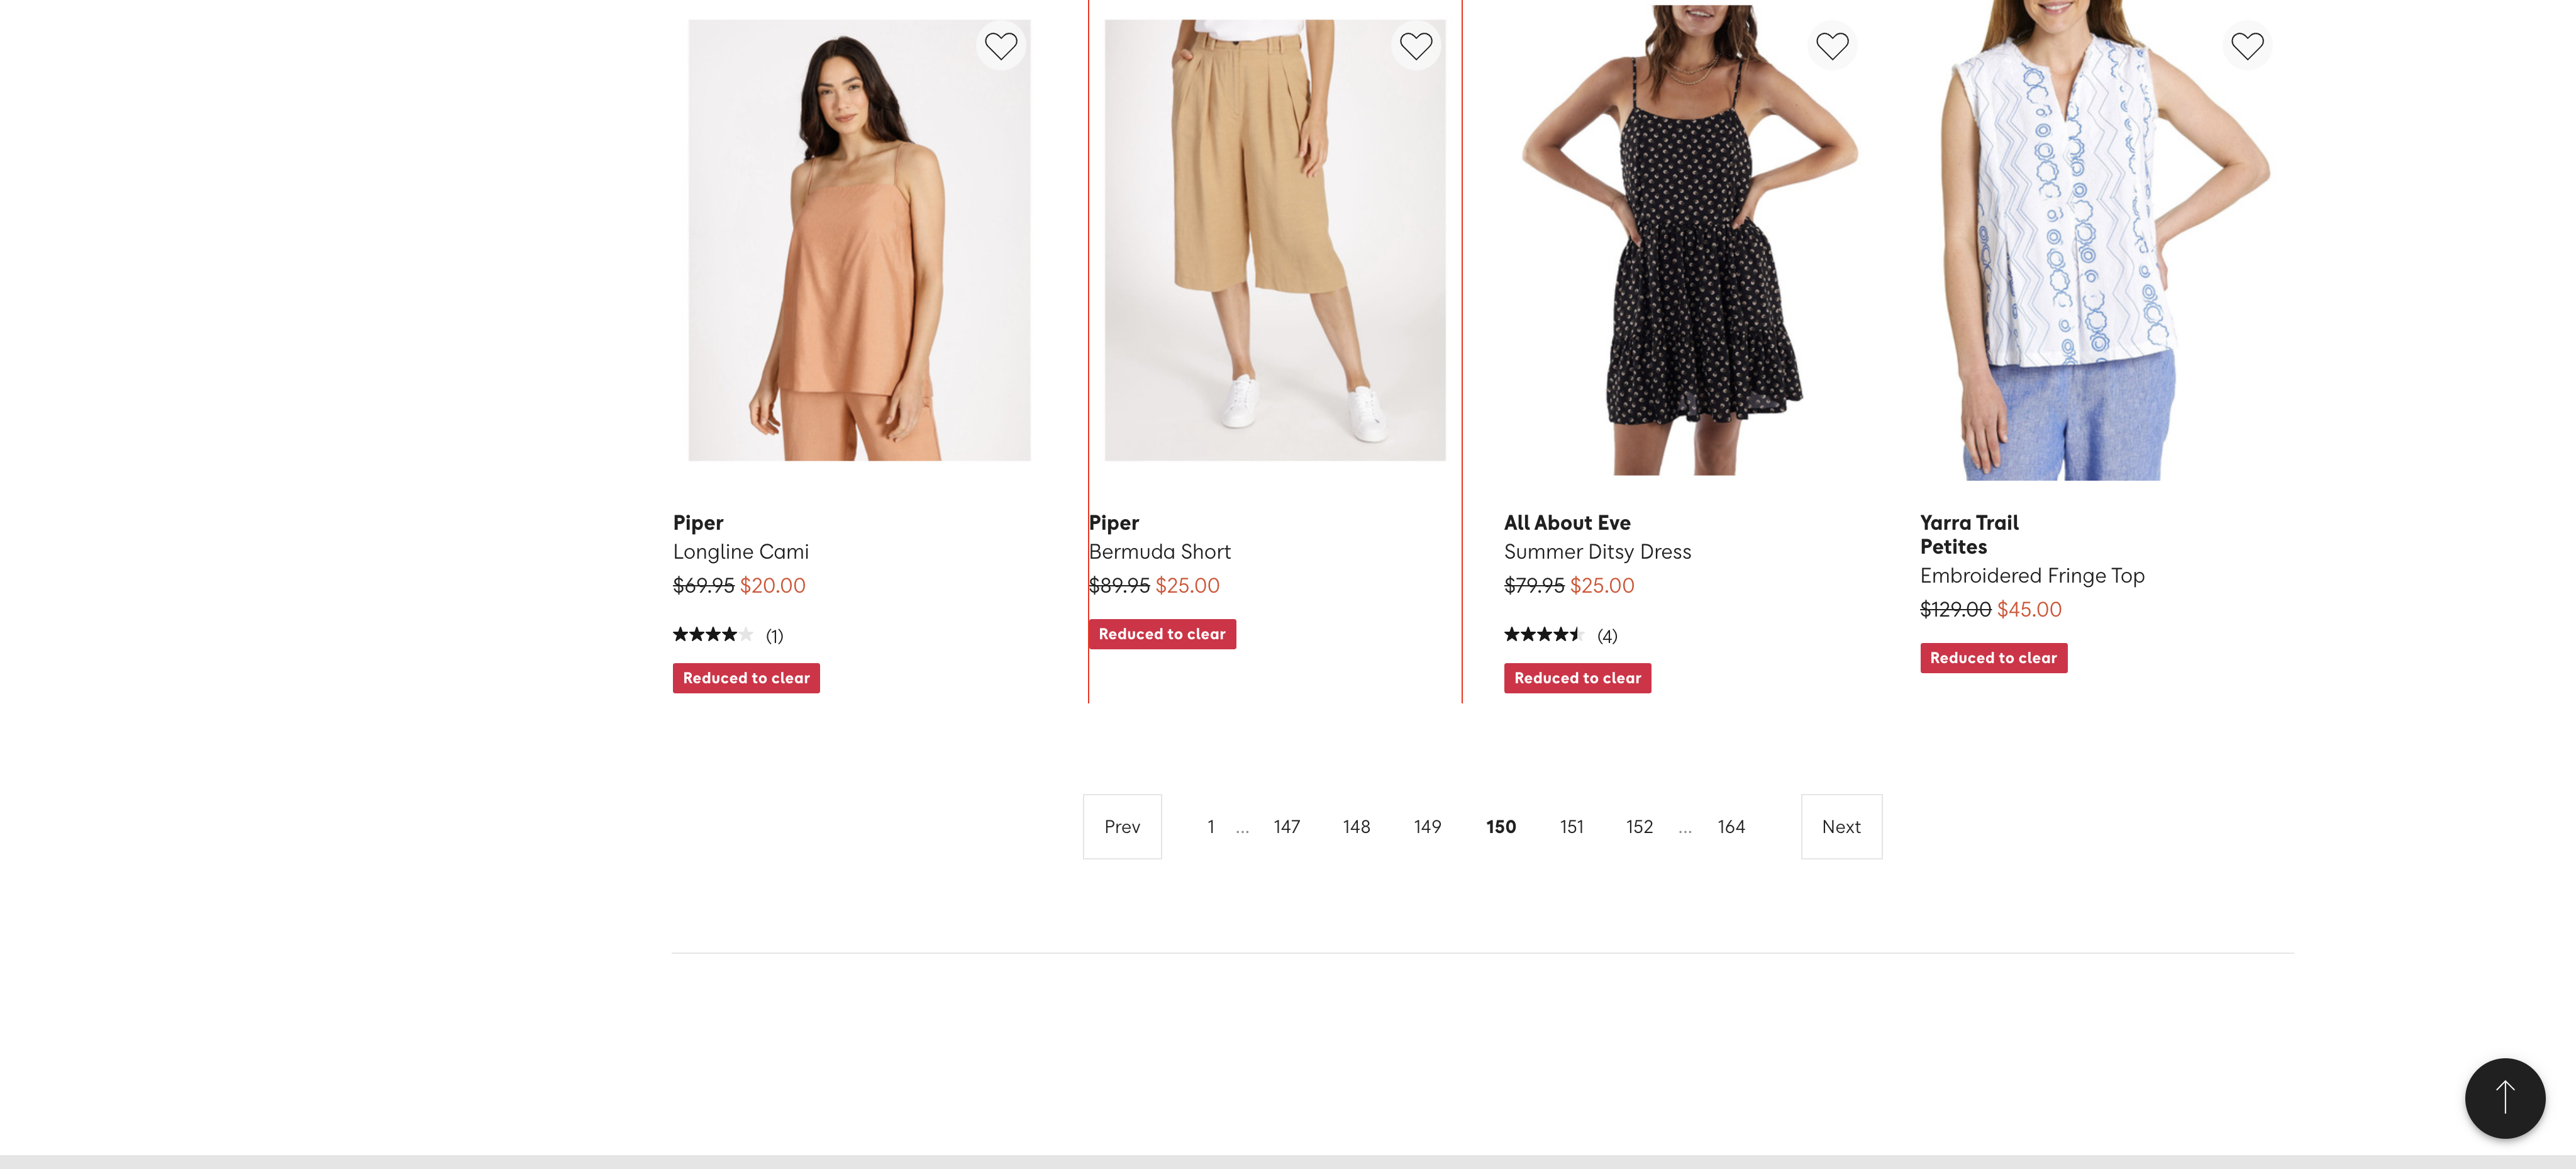 Piper
Longline Cami
$69.95 $20.00
(1)
Reduced to clear
Piper
Bermuda Short
$89.95 $25.00
Reduced to clear
All About Eve
Summer Ditsy Dress
$79.95 $25.00
(4)
Reduced to clear
Yarra Trail
Petites
Embroidered Fringe Top
$129.00 $45.00
Reduced to clear
Prev 1 ... 147 148 149 150 151 152 ... 164 Next